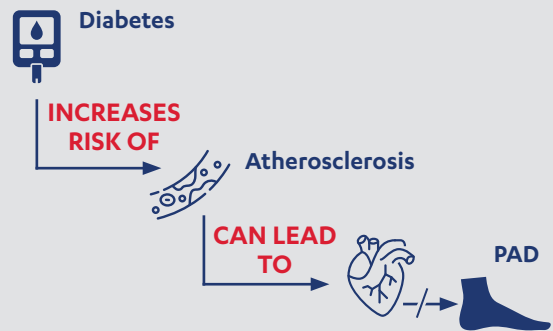 Diabetes
INCREASES
RISK OF
Atherosclerosis
CAN LEAD
TO
PAD